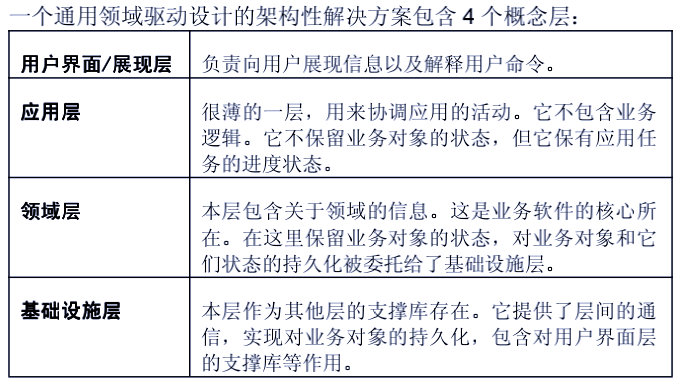 一个通用领域驱动设计的架构性解决方案包含 4 个概念层：
用户界面/展现层
负责向用户展现信息以及解释用户命令。
应用层
很薄的一层，用来协调应用的活动。它不包含业务
逻辑。它不保留业务对象的状态，但它保有应用任
务的进度状态。
领域层
本层包含关于领域的信息。这是业务软件的核心所
在。在这里保留业务对象的状态，对业务对象和它
们状态的持久化被委托给了基础设施层。
基础设施层
本层作为其他层的支撑库存在。它提供了层间的通
信，实现对业务对象的持久化，包含对用户界面层
的支撑库等作用。